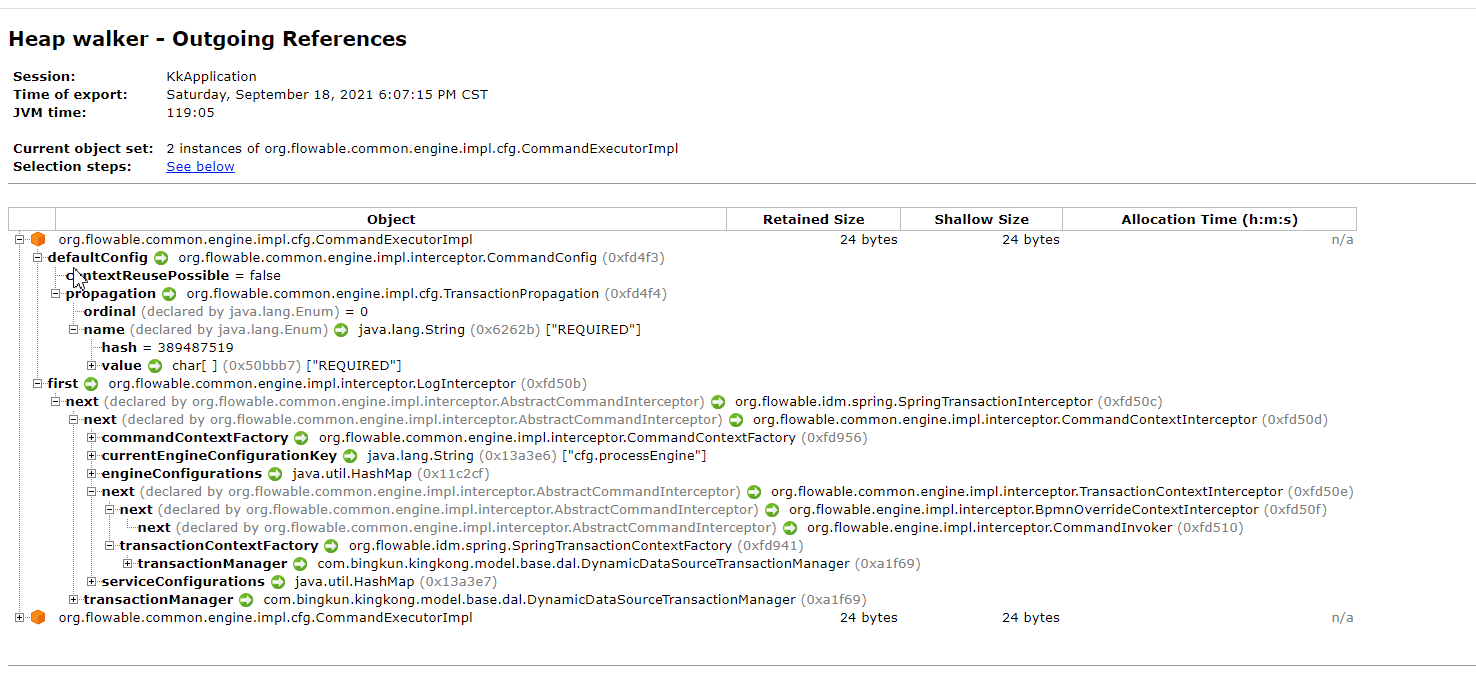 Heap walker - Outgoing References
Session: KkApplication
Time of export: Saturday, September 18, 2021 6:07:15 PM CST
JVM time: 119:05
Current object set: 2 instances of org.flowable.common.engine.impl.cfg.CommandExecutorImpl
Selection steps: See below
Object Retained Size Shallow Size Allocation Time (h:m:s)
org.flowable.common.engine.impl.cfg.CommandExecutorImpl 24 bytes 24 bytes n/a
defaultConfig org.flowable.common.engine.impl.interceptor.CommandConfig (0xfd4f3)
contextReusePossible = false
propagation org.flowable.common.engine.impl.cfg.TransactionPropagation (0xfd4f4)
ordinal (declared by java.lang.Enum) = 0
name (declared by java.lang.Enum) java.lang.String (0x6262b) ["REQUIRED"]
hash = 389487519
value char[ ] (0x50bbb7) ["REQUIRED"]
first org.flowable.common.engine.impl.interceptor.LogInterceptor (0xfd50b)
next (declared by org.flowable.common.engine.impl.interceptor.AbstractCommandInterceptor) org.flowable.idm.spring.SpringTransactionInterceptor (0xfd50c)
next (declared by org.flowable.common.engine.impl.interceptor.AbstractCommandInterceptor) org.flowable.common.engine.impl.interceptor.CommandContextInterceptor (0xfd50d)
commandContextFactory org.flowable.common.engine.impl.interceptor.CommandContextFactory (0xfd956)
currentEngineConfigurationKey java.lang.String (0x13a3e6) ["cfg.processEngine"]
engineConfigurations java.util.HashMap (0x11c2cf)
next (declared by org.flowable.common.engine.impl.interceptor.AbstractCommandInterceptor) org.flowable.common.engine.impl.interceptor.TransactionContextInterceptor (0xfd50e)
next (declared by org.flowable.common.engine.impl.interceptor.AbstractCommandInterceptor) org.flowable.engine.impl.interceptor.BpmnOverrideContextInterceptor (0xfd50f)
next (declared by org.flowable.common.engine.impl.interceptor.AbstractCommandInterceptor) org.flowable.engine.impl.interceptor.CommandInvoker (0xfd510)
transactionContextFactory org.flowable.idm.spring.SpringTransactionContextFactory (0xfd941)
transactionManager com.bingkun.kingkong.model.base.dal.DynamicDataSourceTransactionManager (0xa1f69)
serviceConfigurations java.util.HashMap (0x13a3e7)
transactionManager com.bingkun.kingkong.model.base.dal.DynamicDataSourceTransactionManager (0xa1f69)
org.flowable.common.engine.impl.cfg.CommandExecutorImpl 24 bytes 24 bytes n/a